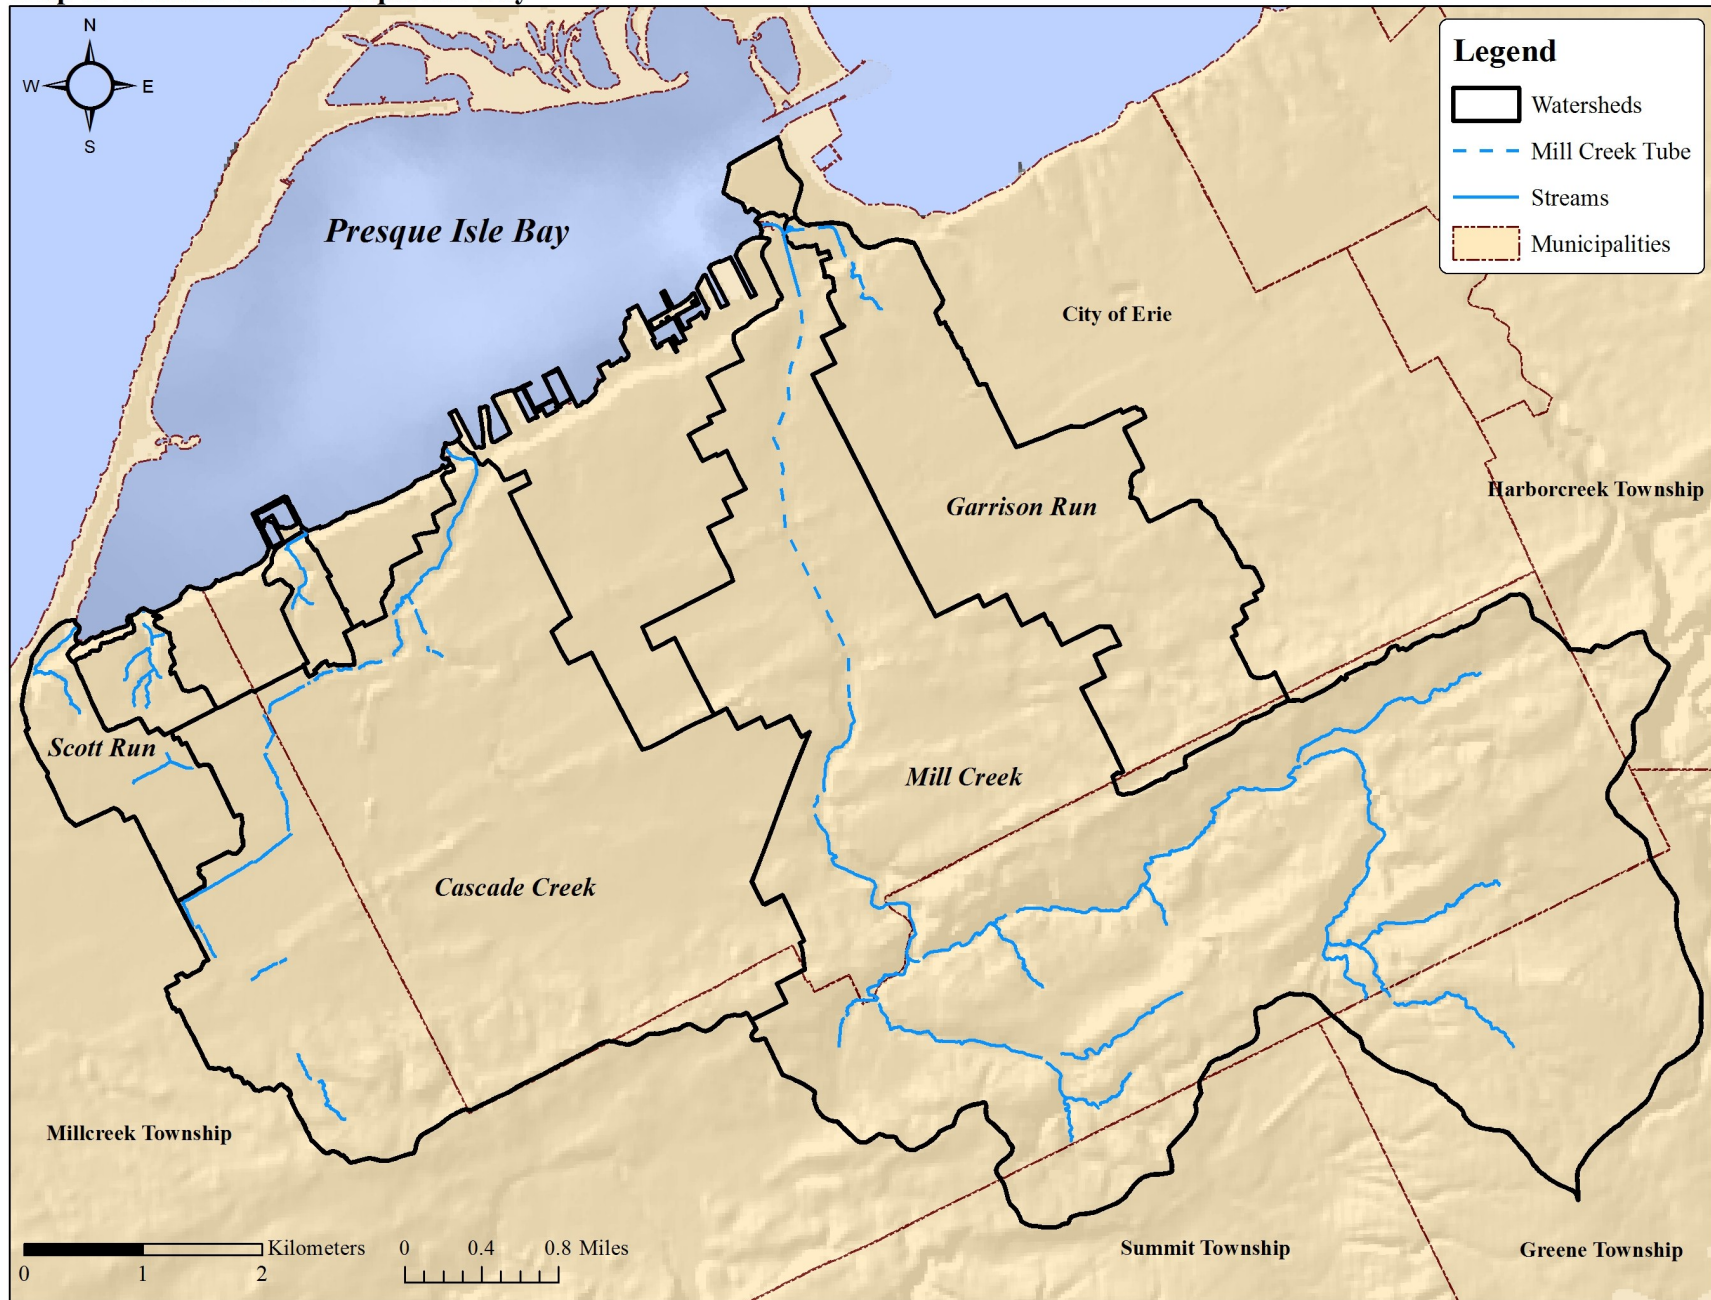 N
W E
S
Legend
Watersheds
Mill Creek Tube
Streams
Municipalities
Presque Isle Bay
City of Erie
Harborcreek Township
Garrison Run
Scott Run
Mill Creek
Cascade Creek
Millcreek Township
Summit Township
Greene Township
Kilometers
0 1 2
0 0.4 0.8 Miles